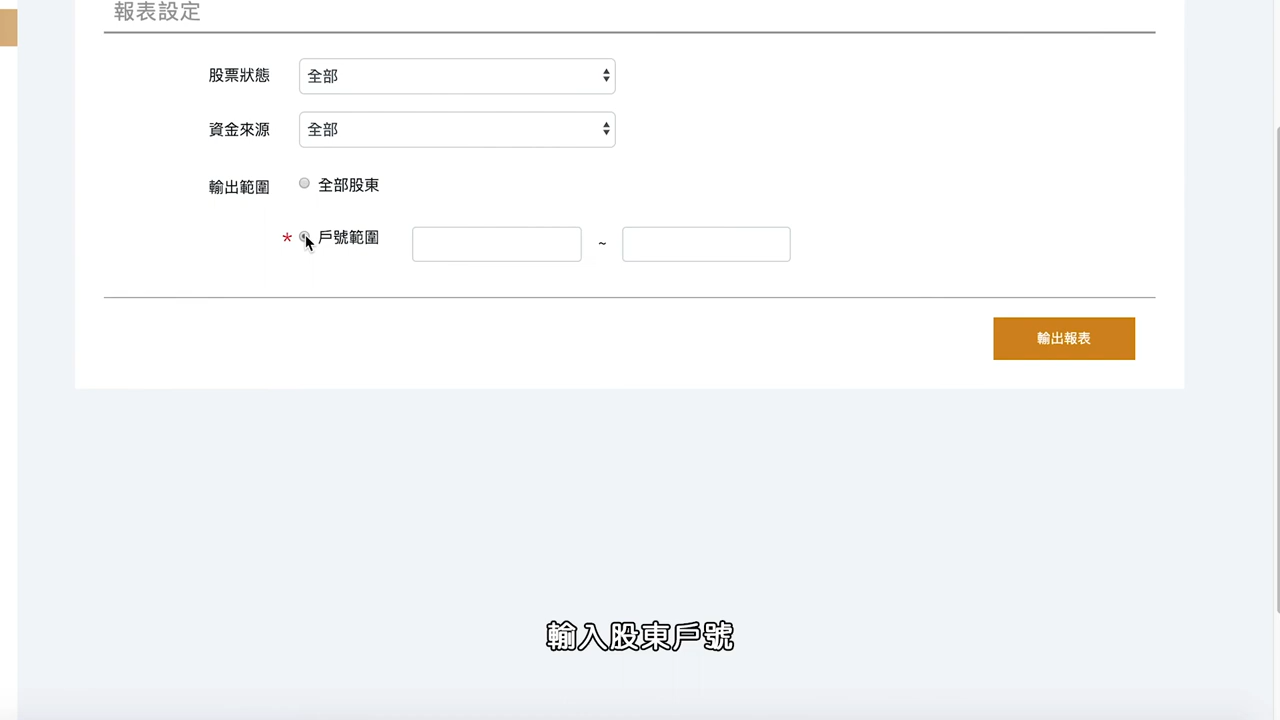 報表設定
股票狀態 全部
資金來源 全部
輸出範圍 全部股東
* 戶號範圍 ~
輸出報表
輸入股東戶號